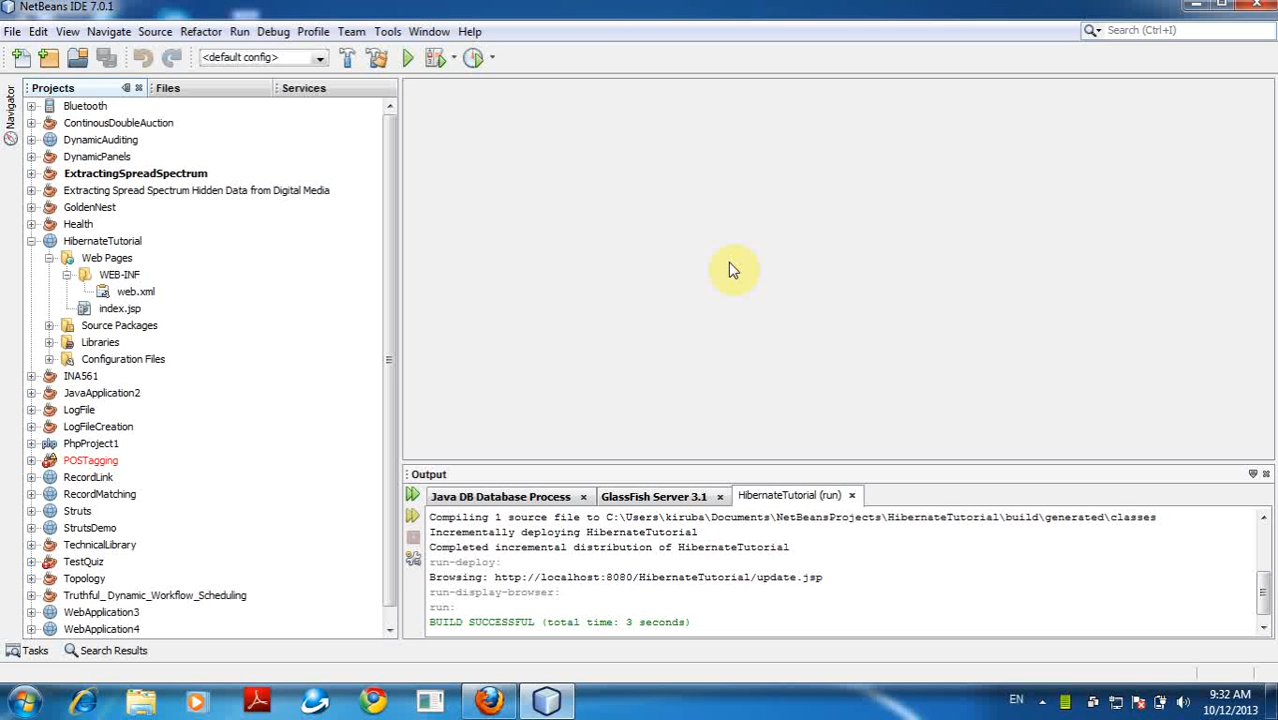 NetBeans IDE 7.0.1
File Edit View Navigate Source Refactor Run Debug Profile Team Tools Window Help
Search (Ctrl+I)
<default config>
Navigator
Projects Files Services
Bluetooth
ContinousDoubleAuction
DynamicAuditing
DynamicPanels
ExtractingSpreadSpectrum
Extracting Spread Spectrum Hidden Data from Digital Media
GoldenNest
Health
HibernateTutorial
Web Pages
WEB-INF
web.xml
index.jsp
Source Packages
Libraries
Configuration Files
INA561
JavaApplication2
LogFile
LogFileCreation
PhpProject1
POSTagging
RecordLink
RecordMatching
Struts
StrutsDemo
TechnicalLibrary
TestQuiz
Topology
Truthful_Dynamic_Workflow_Scheduling
WebApplication3
WebApplication4
Output
Java DB Database Process GlassFish Server 3.1 HibernateTutorial (run)
Compiling 1 source file to C:\Users\kiruba\Documents\NetBeansProjects\HibernateTutorial\build\generated\classes
Incrementally deploying HibernateTutorial
Completed incremental distribution of HibernateTutorial
run-deploy:
Browsing: http://localhost:8080/HibernateTutorial/update.jsp
run-display-browser:
run:
BUILD SUCCESSFUL (total time: 3 seconds)
Tasks Search Results
EN
9:32 AM
10/12/2013